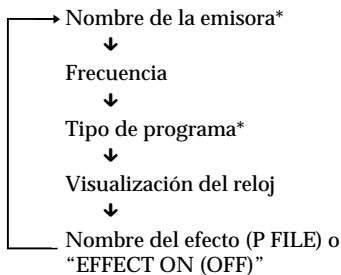 Nombre de la emisora*
Frecuencia
Tipo de programa*
Visualización del reloj
Nombre del efecto (P FILE) o
“EFFECT ON (OFF)”